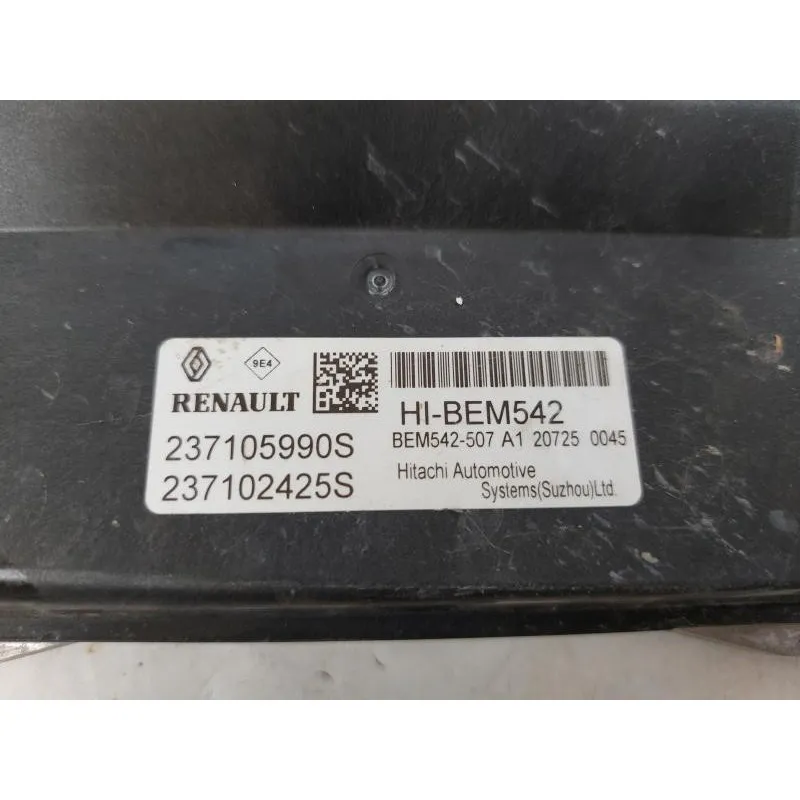 9E4
RENAULT
237105990S
237102425S
HI-BEM542
BEM542-507 A1 20725 0045
Hitachi Automotive
Systems(Suzhou)Ltd.